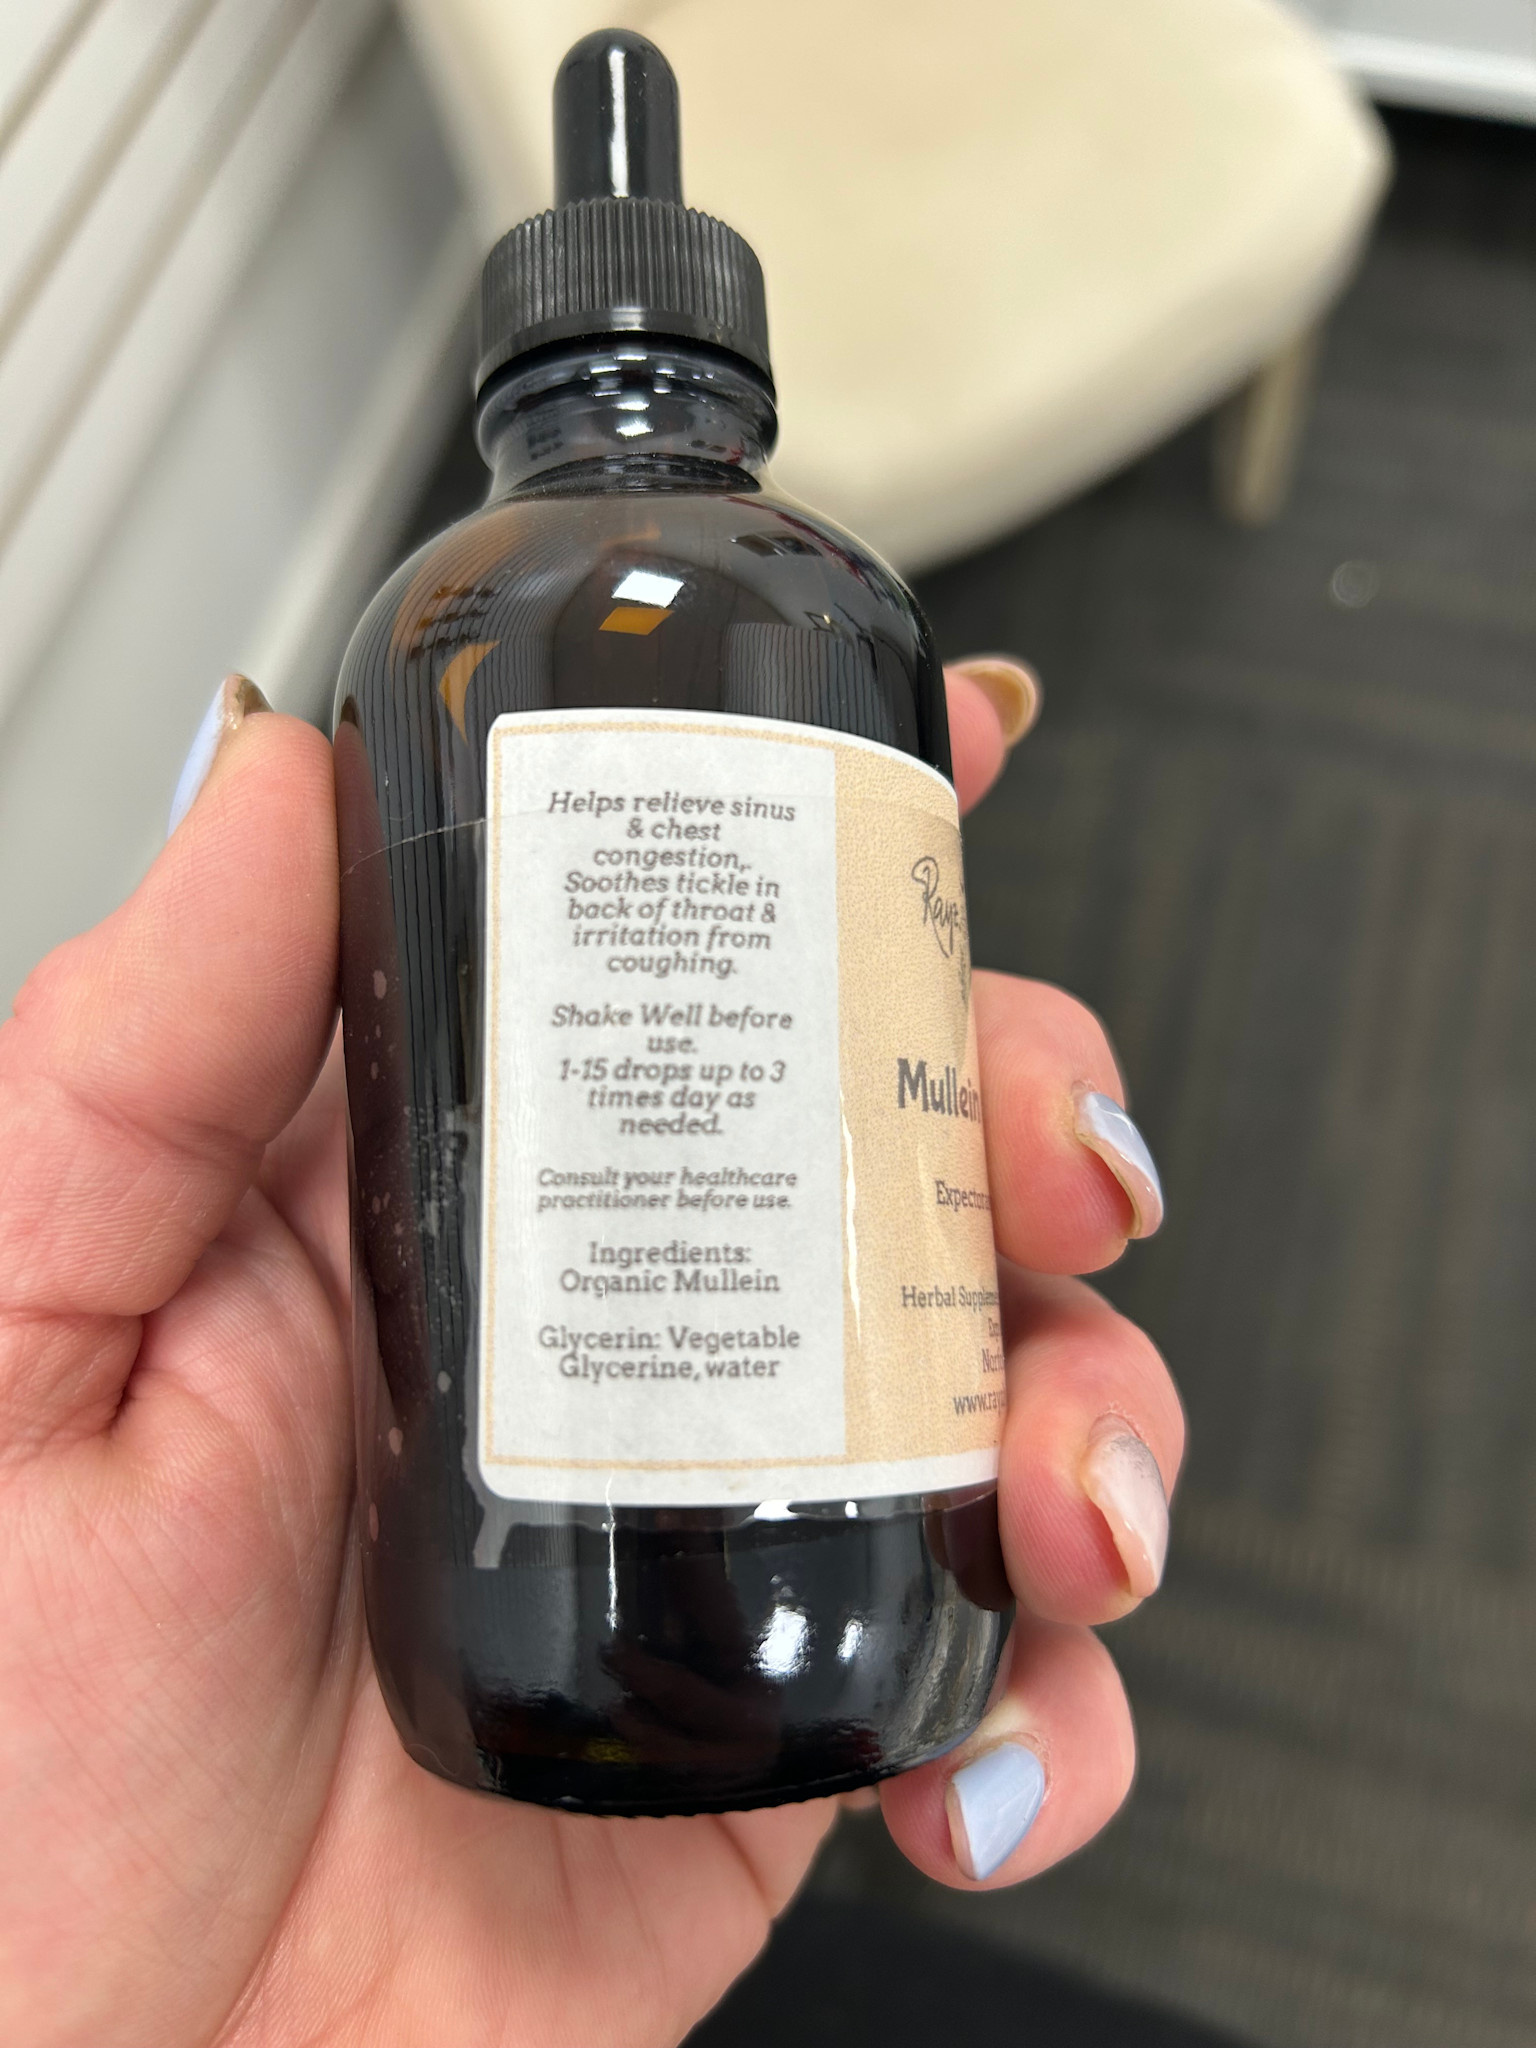 Helps relieve sinus
& chest
congestion,.
Soothes tickle in
back of throat &
irritation from
coughing.
Shake Well before
use.
1-15 drops up to 3
times day as
needed.
Consult your healthcare
practitioner before use.
Ingredients:
Organic Mullein
Glycerin: Vegetable
Glycerine, water
Mullein
Herbal